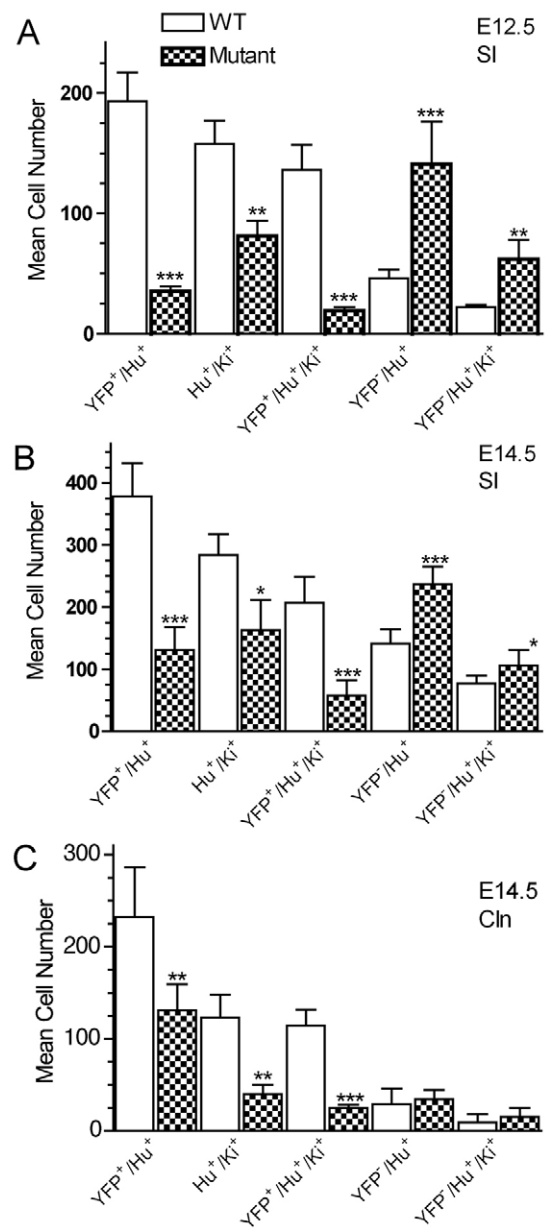 A
WT
Mutant
E12.5
SI
Mean Cell Number
200
100
0
***
**
***
***
**
YFP⁺/Hu⁺
Hu⁺/Ki⁺
YFP⁺/Hu⁺/Ki⁺
YFP⁻/Hu⁺
YFP⁻/Hu⁺/Ki⁺
B
E14.5
SI
Mean Cell Number
400
300
200
100
0
***
*
***
***
*
YFP⁺/Hu⁺
Hu⁺/Ki⁺
YFP⁺/Hu⁺/Ki⁺
YFP⁻/Hu⁺
YFP⁻/Hu⁺/Ki⁺
C
E14.5
Cln
Mean Cell Number
300
200
100
0
**
**
***
YFP⁺/Hu⁺
Hu⁺/Ki⁺
YFP⁺/Hu⁺/Ki⁺
YFP⁻/Hu⁺
YFP⁻/Hu⁺/Ki⁺